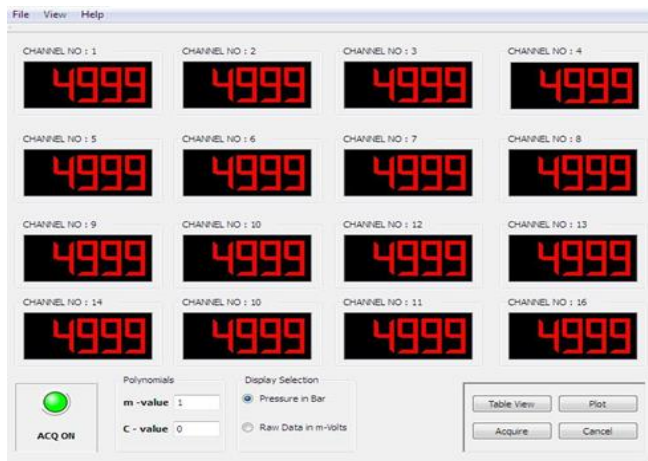 File View Help
CHANNEL NO : 1 CHANNEL NO : 2 CHANNEL NO : 3 CHANNEL NO : 4
4999 4999 4999 4999
CHANNEL NO : 5 CHANNEL NO : 6 CHANNEL NO : 7 CHANNEL NO : 8
4999 4999 4999 4999
CHANNEL NO : 9 CHANNEL NO : 10 CHANNEL NO : 12 CHANNEL NO : 13
4999 4999 4999 4999
CHANNEL NO : 14 CHANNEL NO : 10 CHANNEL NO : 11 CHANNEL NO : 16
4999 4999 4999 4999
Polynomials
m -value 1
C - value 0
Display Selection
Pressure in Bar
Raw Data in m-Volts
ACQ ON
Table View Plot
Acquire Cancel